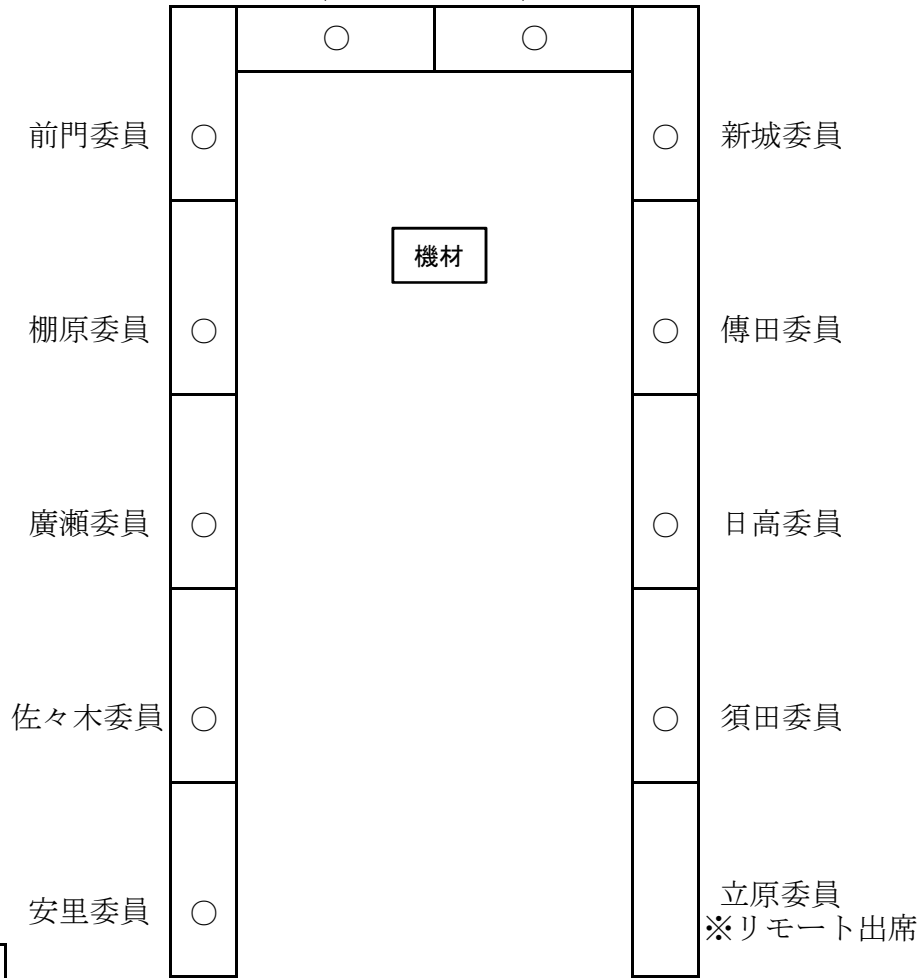 ○ ○
前門委員 ○ ○ 新城委員
機材
棚原委員 ○ ○ 傳田委員
廣瀬委員 ○ ○ 日高委員
佐々木委員 ○ ○ 須田委員
安里委員 ○ 立原委員
※リモート出席